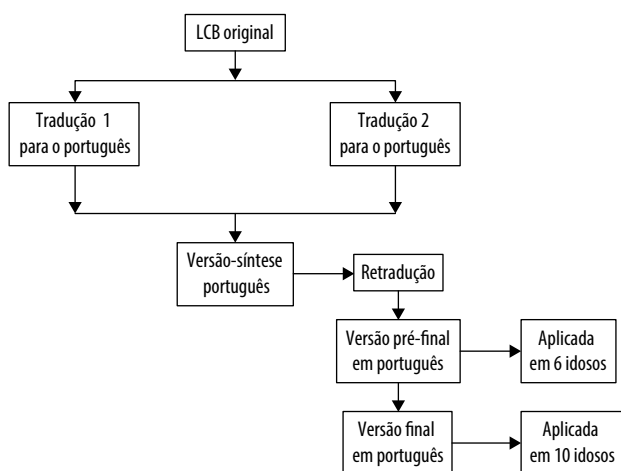 LCB original
Tradução 1
para o português
Tradução 2
para o português
Versão-síntese
português
Retradução
Versão pré-final
em português
Aplicada
em 6 idosos
Versão final
em português
Aplicada
em 10 idosos